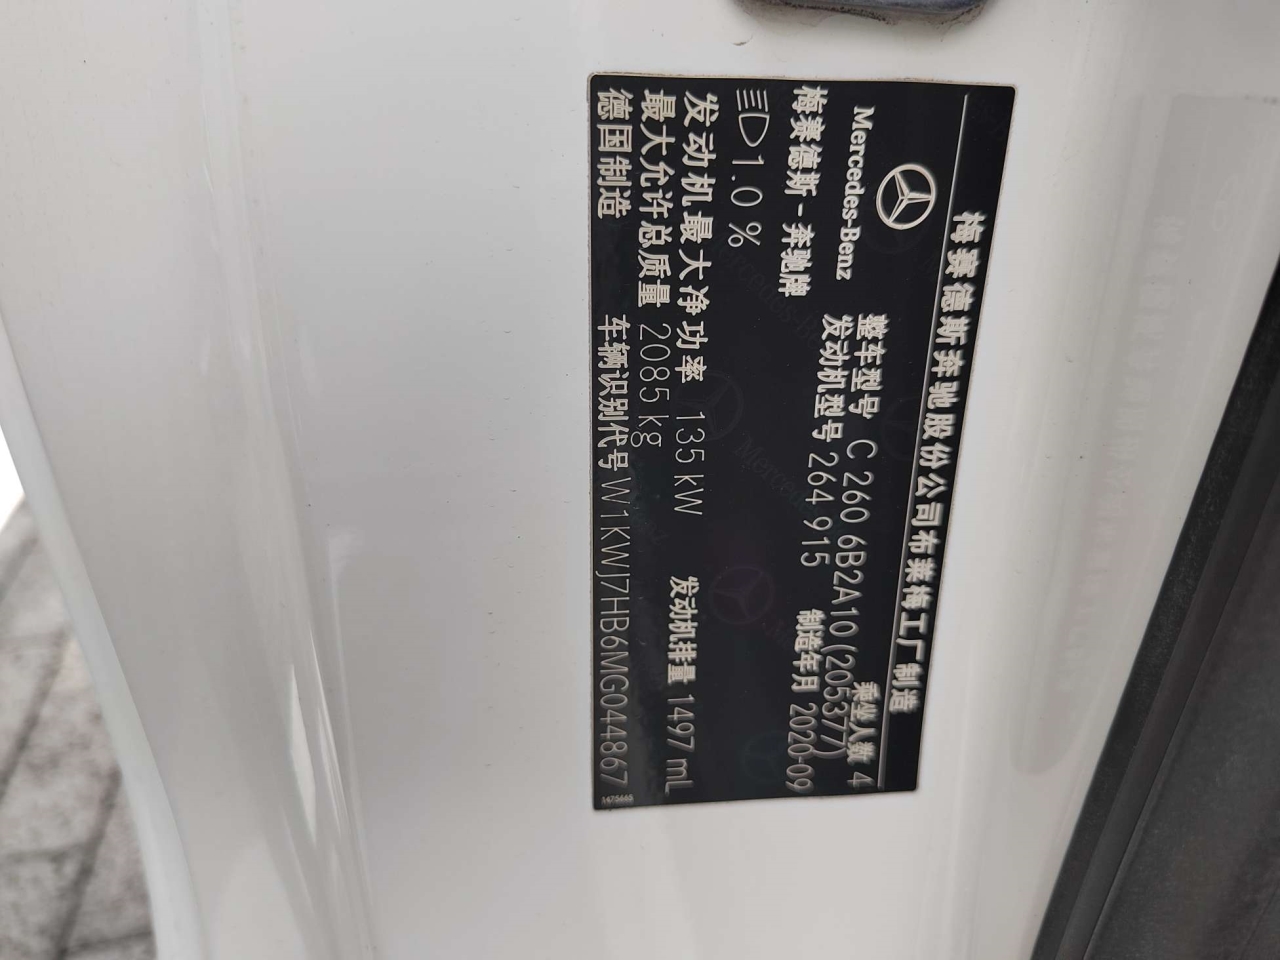 梅赛德斯奔驰股份公司布莱梅工厂制造
Mercedes-Benz
梅赛德斯-奔驰牌
乘坐人数 4
整车型号 C 260 6B2A10(205377)
发动机型号 264 915
制造年月 2020-09
1.0 %
发动机最大净功率 135 kW
发动机排量 1497 mL
最大允许总质量 2085 kg
德国制造
车辆识别代号 W1KWJ7HB6MG044867